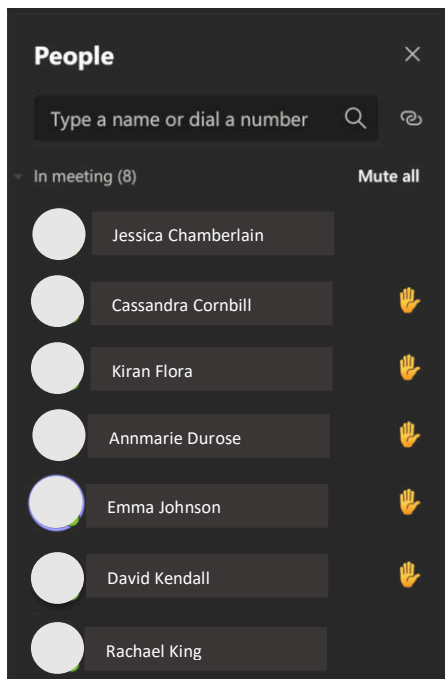 People
Type a name or dial a number
In meeting (8) Mute all
Jessica Chamberlain
Cassandra Cornbill
Kiran Flora
Annmarie Durose
Emma Johnson
David Kendall
Rachael King